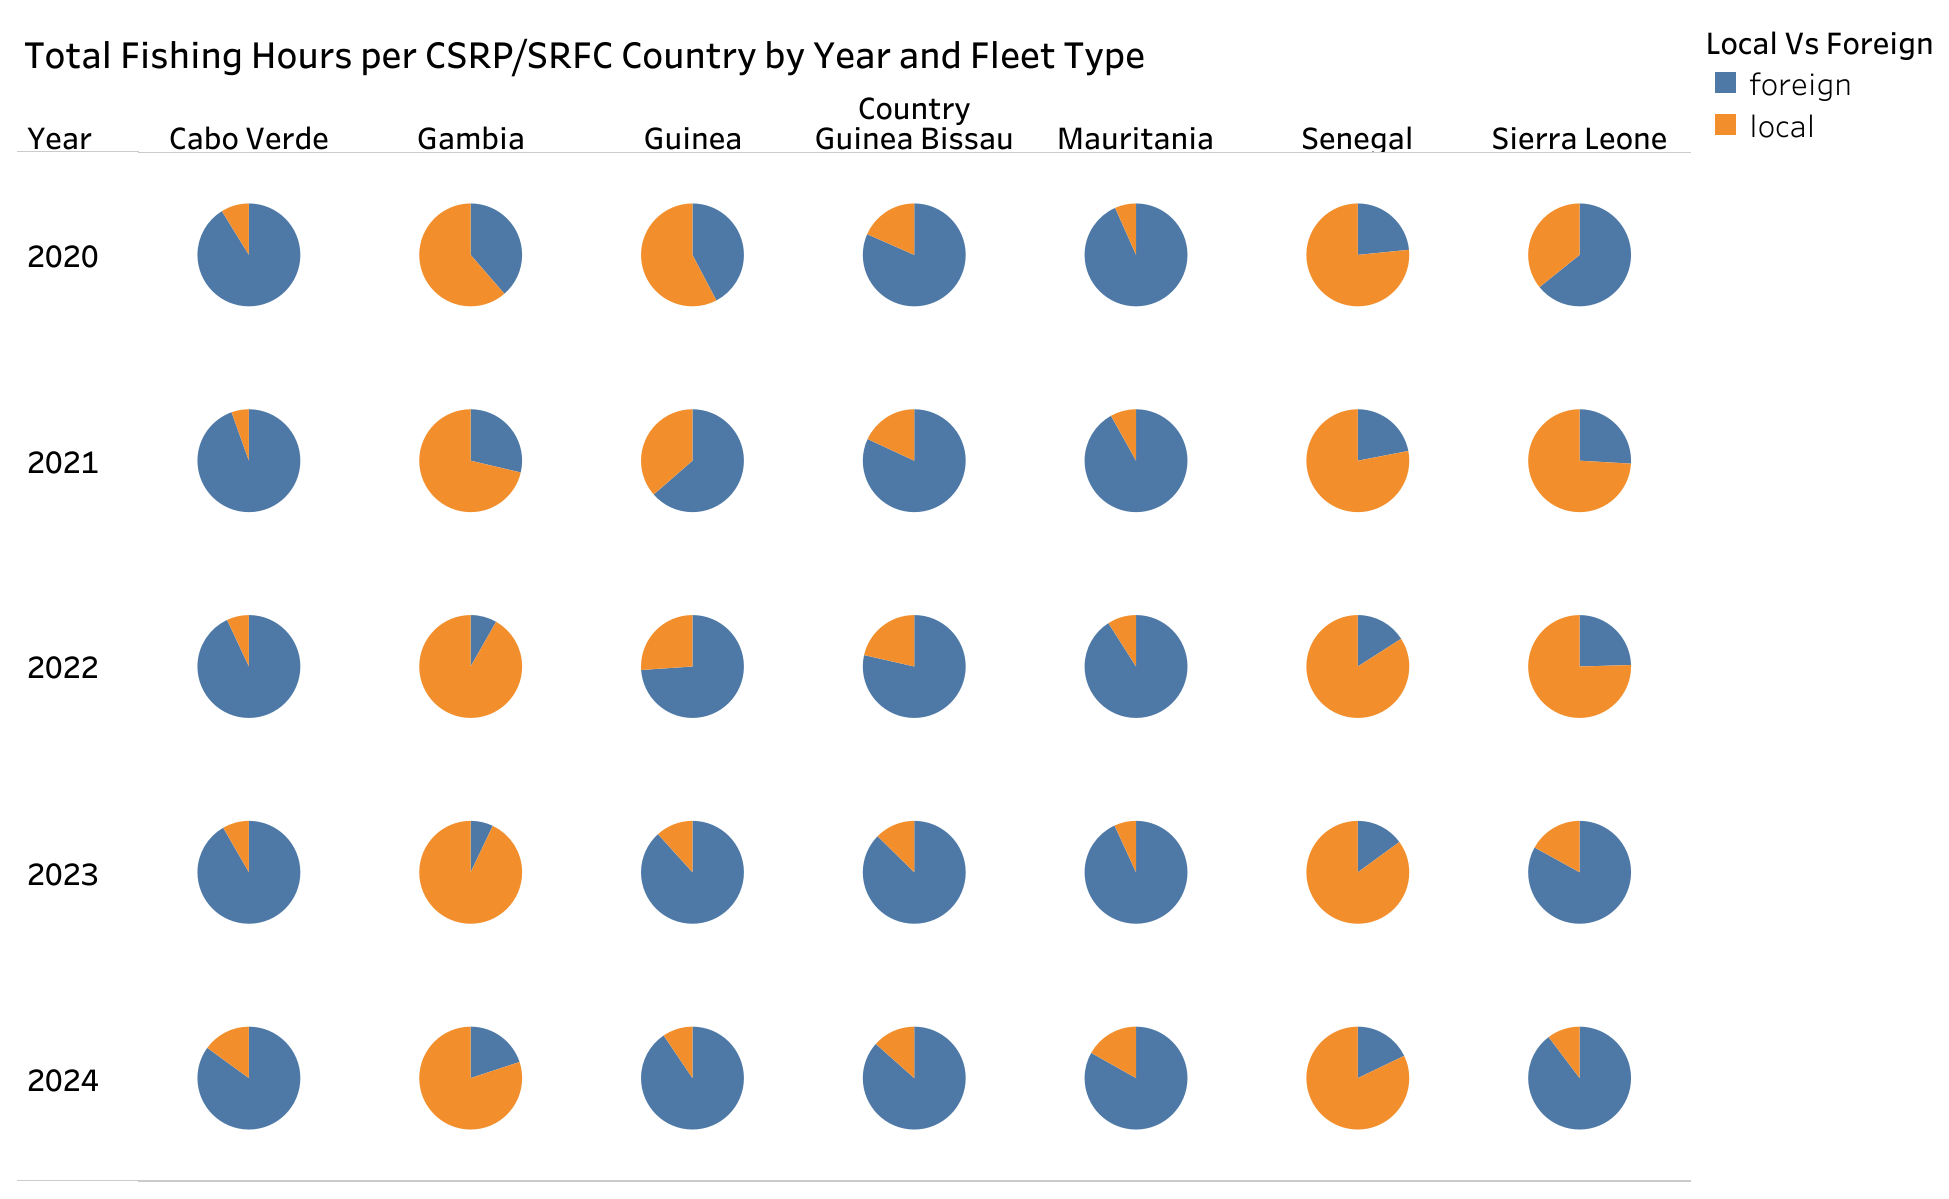 Total Fishing Hours per CSRP/SRFC Country by Year and Fleet Type
Local Vs Foreign
foreign
local
Country
Year Cabo Verde Gambia Guinea Guinea Bissau Mauritania Senegal Sierra Leone
2020
2021
2022
2023
2024